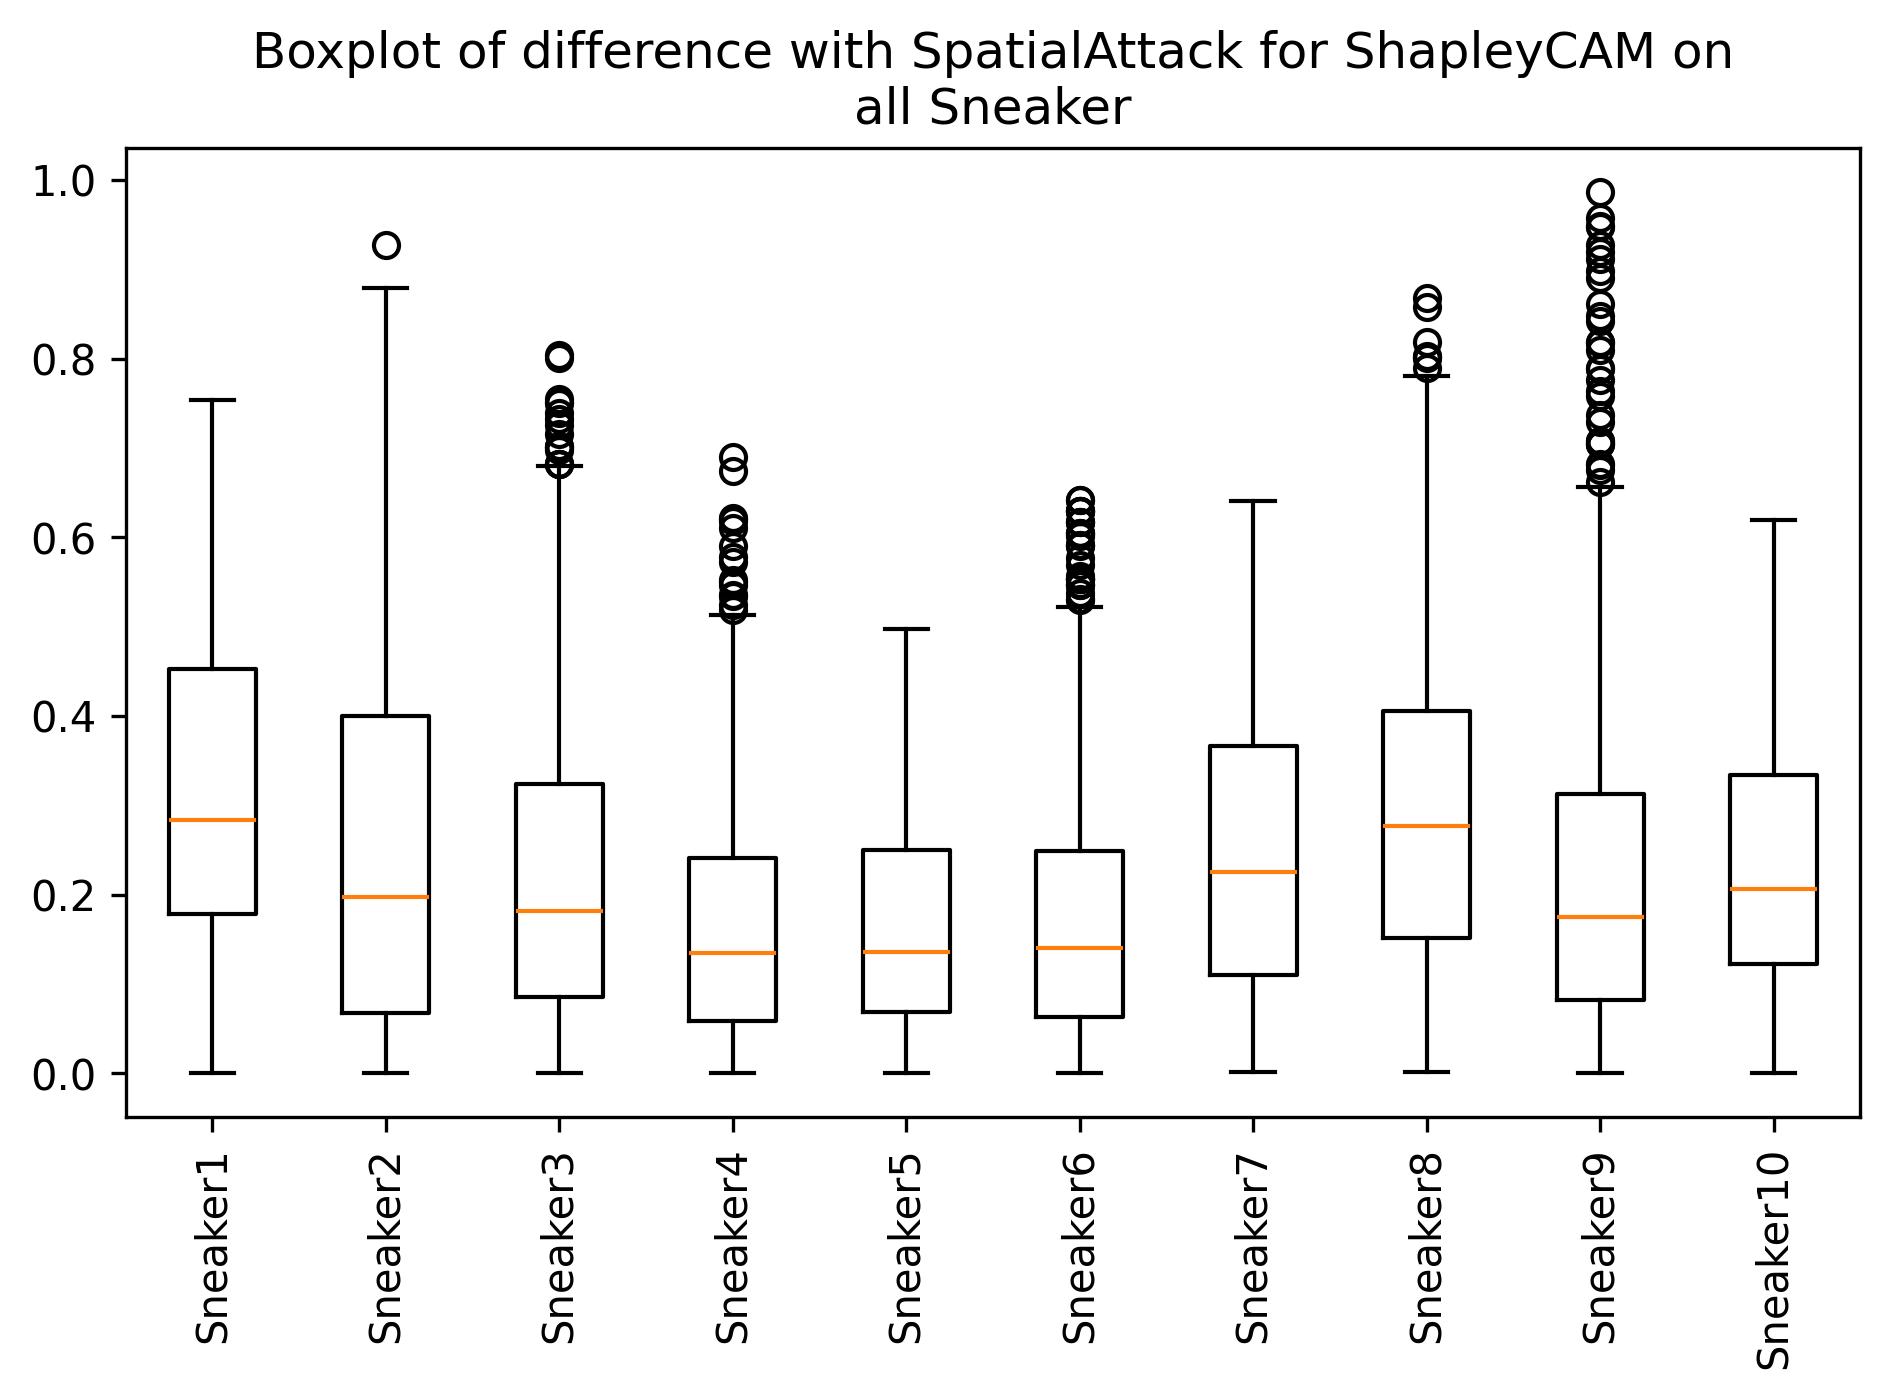 Boxplot of difference with SpatialAttack for ShapleyCAM on
all Sneaker
1.0
0.8
0.6
0.4
0.2
0.0
Sneaker1
Sneaker2
Sneaker3
Sneaker4
Sneaker5
Sneaker6
Sneaker7
Sneaker8
Sneaker9
Sneaker10